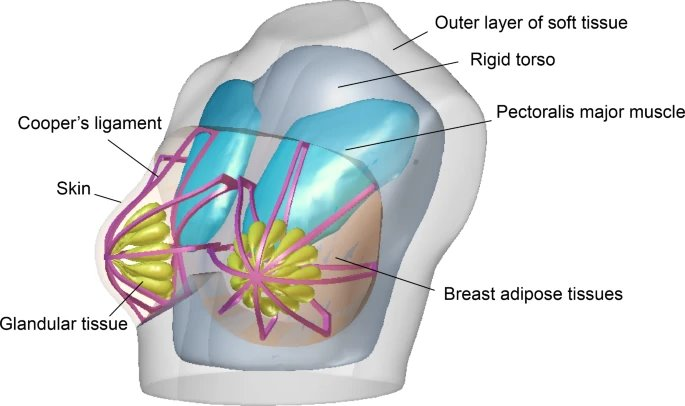 Outer layer of soft tissue
Rigid torso
Pectoralis major muscle
Cooper's ligament
Skin
Breast adipose tissues
Glandular tissue